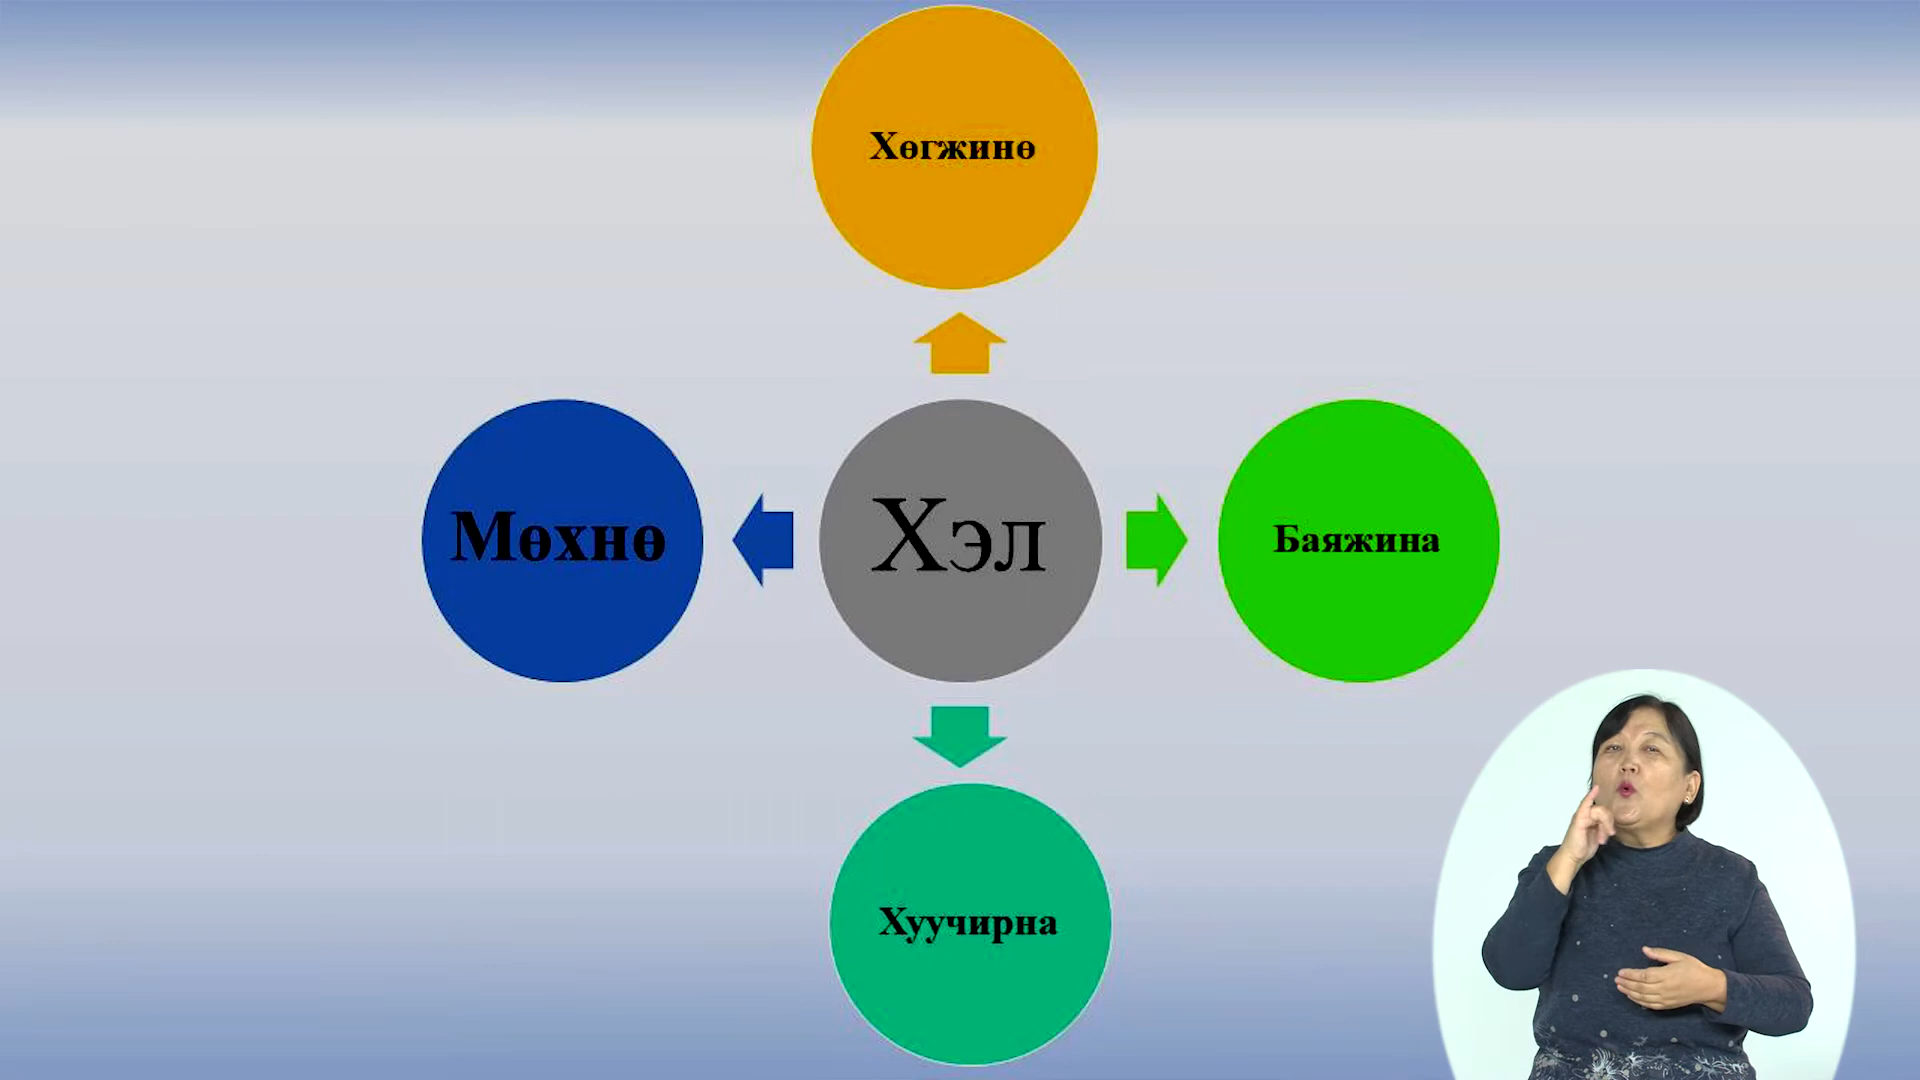 Хөгжинө
Мөхнө
Хэл
Баяжина
Хуучирна